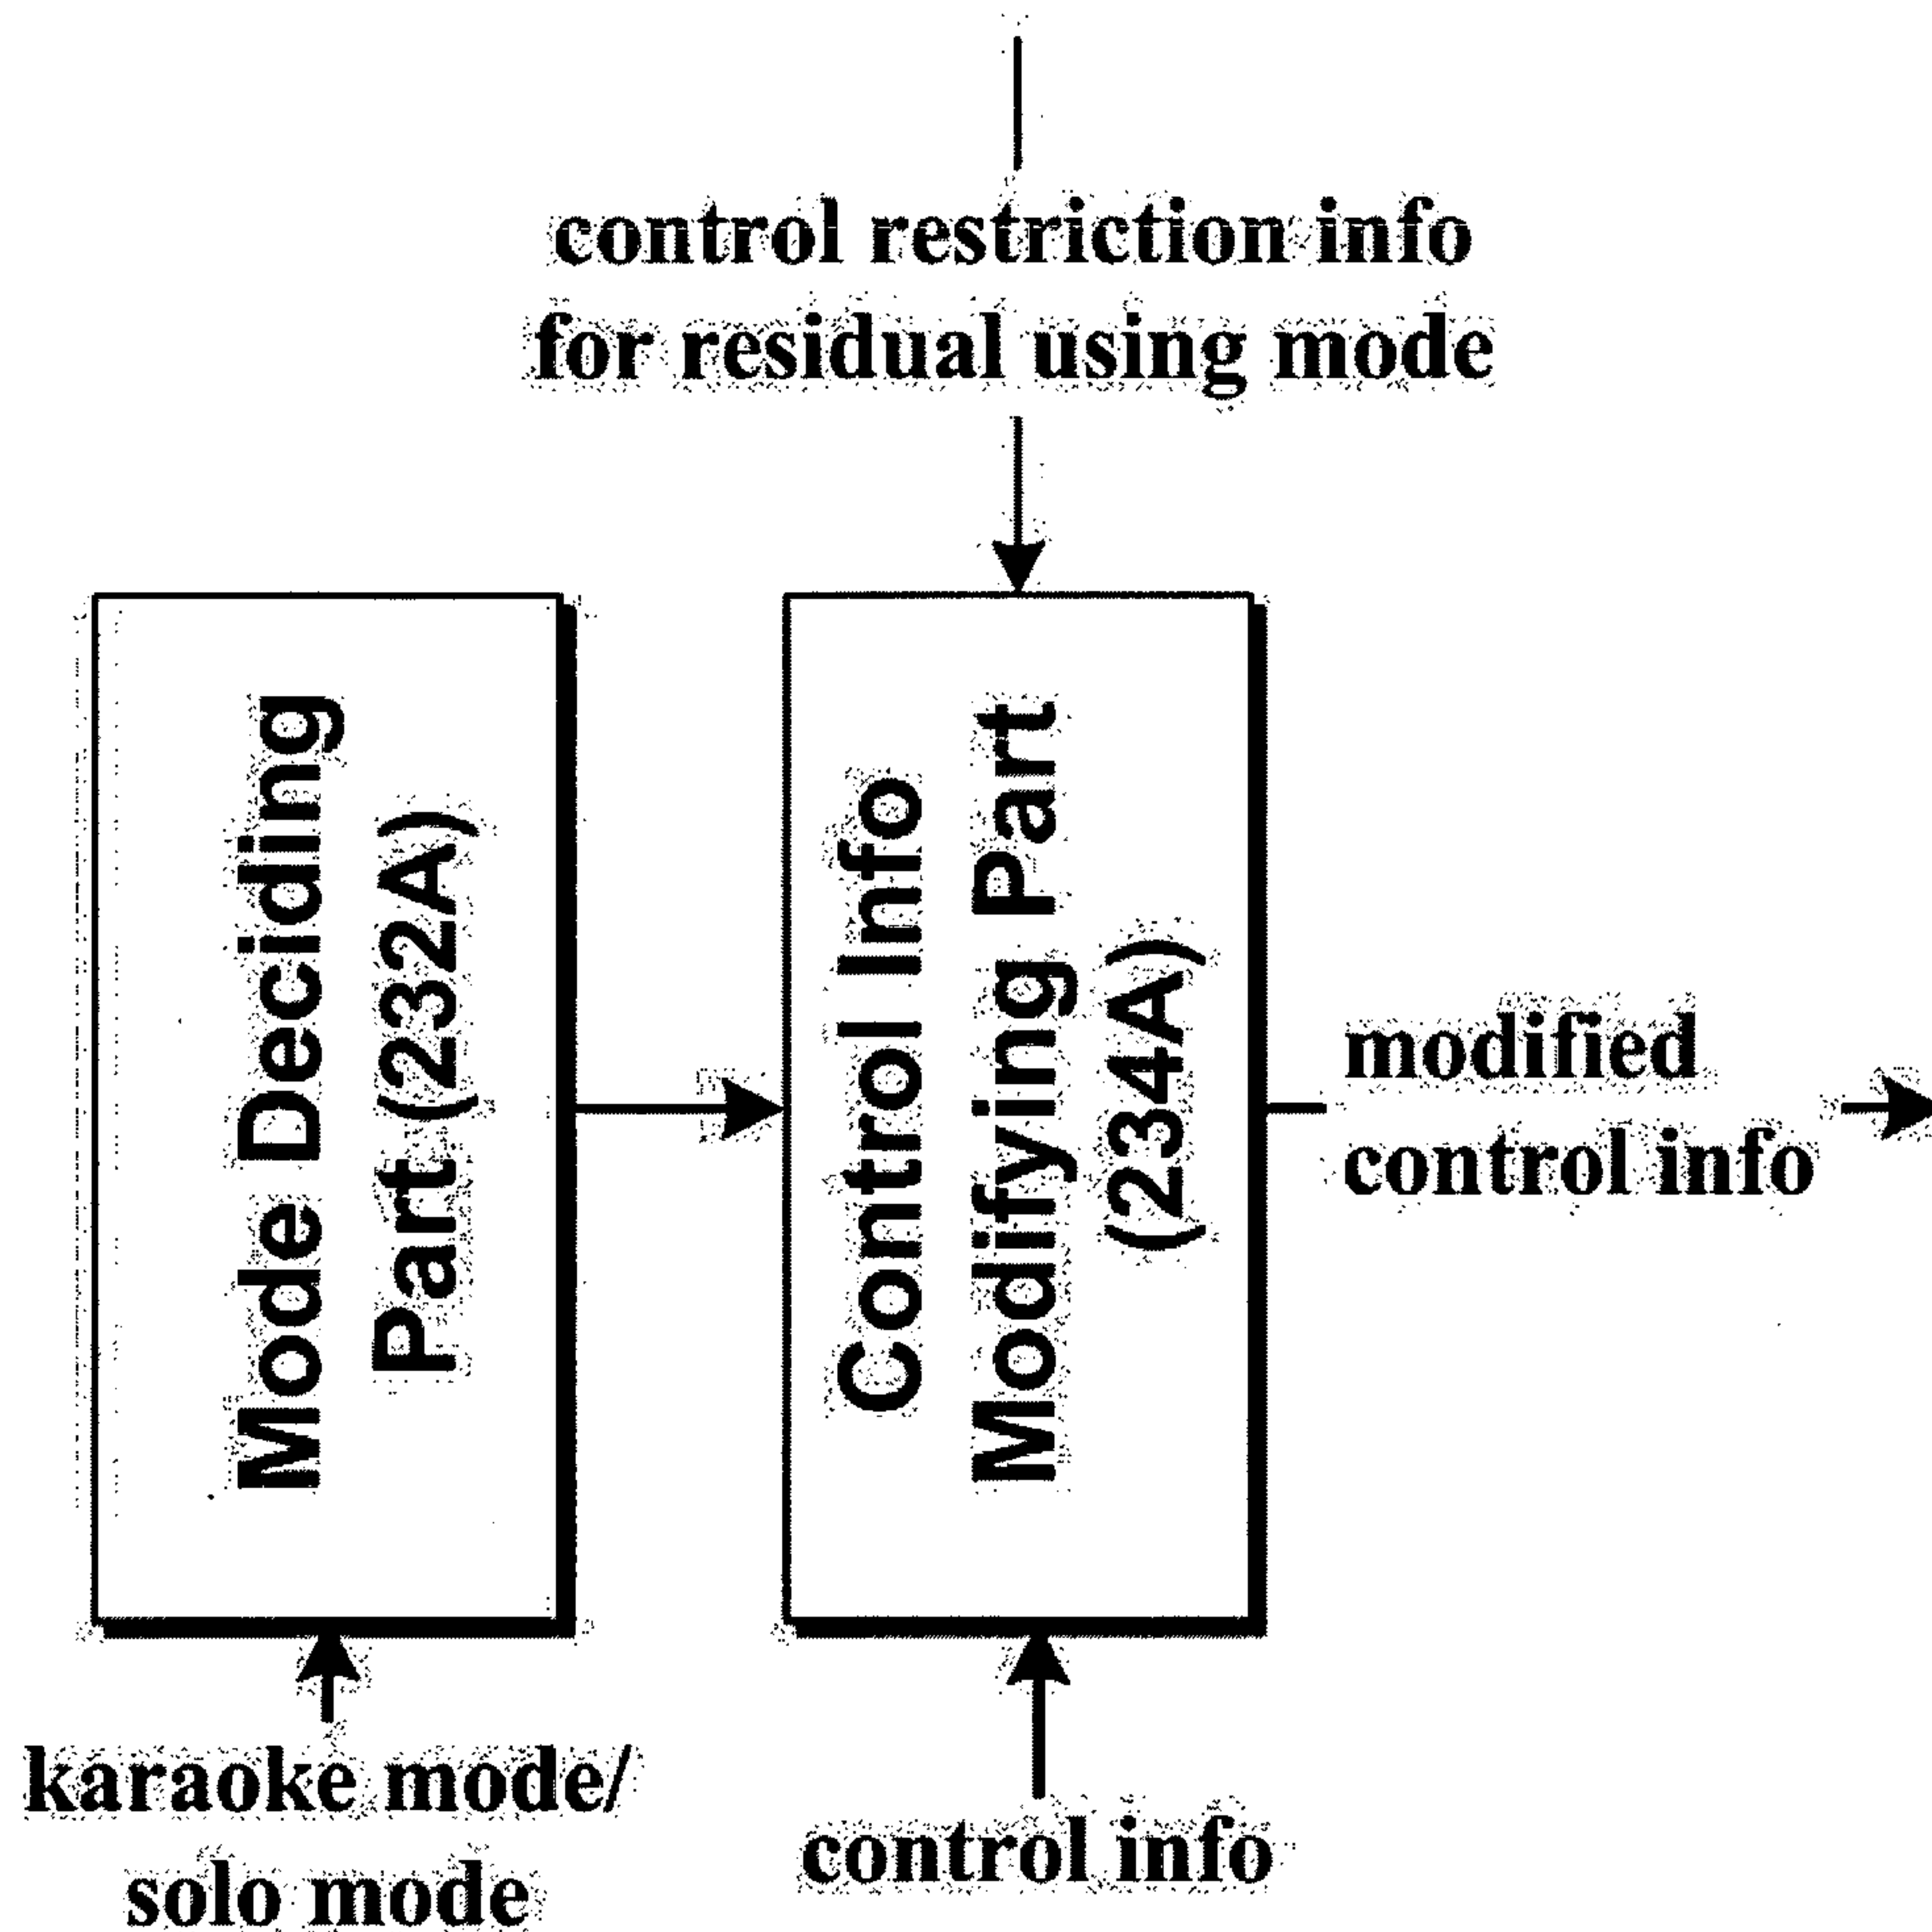 control restriction info
for residual using mode
Mode Deciding
Part (232A)
Control Info
Modifying Part
(234A)
modified
control info
karaoke mode/
solo mode
control info